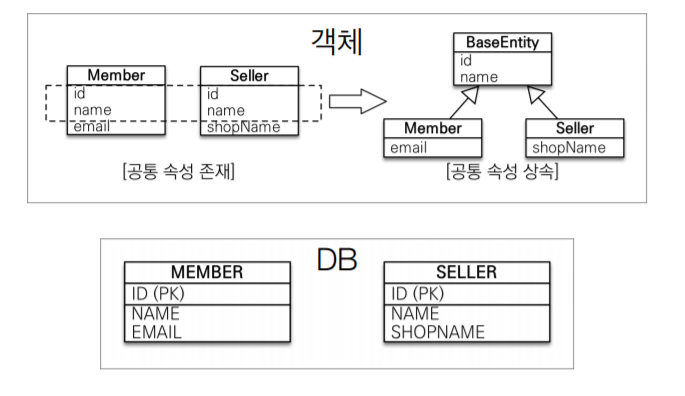 객체
Member
id
name
email
Seller
id
name
shopName
[공통 속성 존재]
BaseEntity
id
name
Member
email
Seller
shopName
[공통 속성 상속]
DB
MEMBER
ID (PK)
NAME
EMAIL
SELLER
ID (PK)
NAME
SHOPNAME